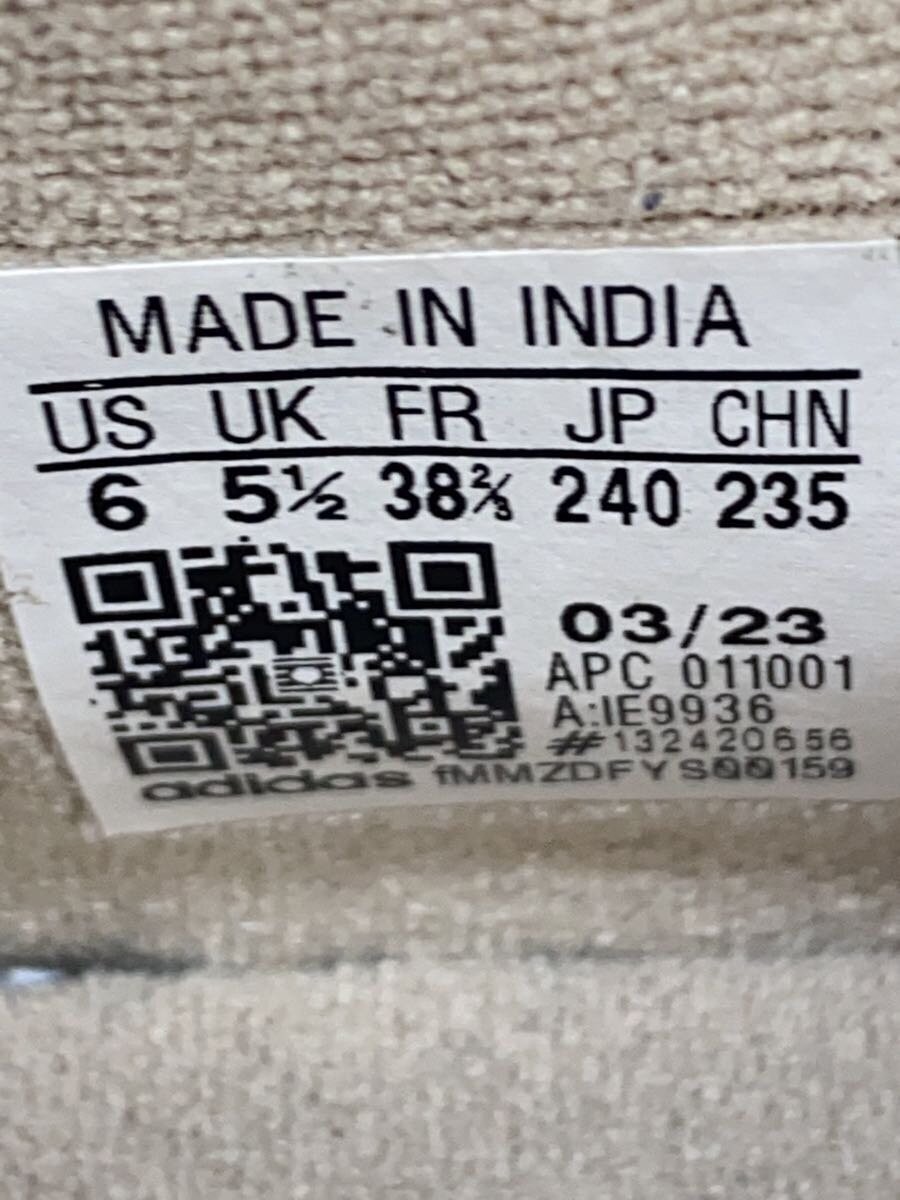 MADE IN INDIA
US UK FR JP CHN
6 5½ 38⅔ 240 235
03/23
APC 011001
A:IE9936
#132420656
adidas fMMZDFYS00159